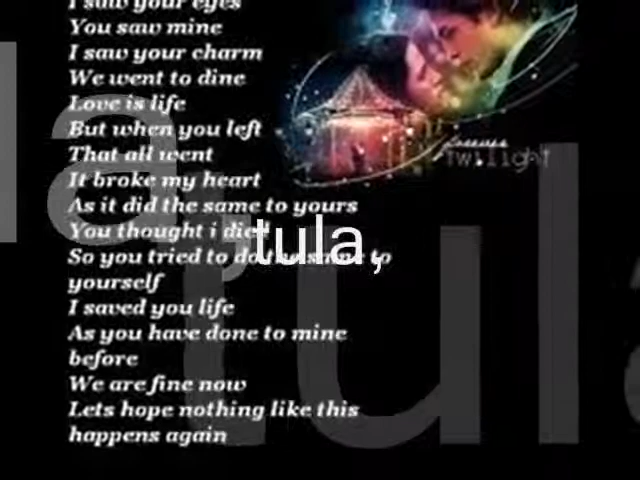 I saw your eyes
You saw mine
I saw your charm
We went to dine
Love is life
But when you left
That all went
It broke my heart
As it did the same to yours
You thought i died
So you tried to do the same to
yourself
I saved you life
As you have done to mine
before
We are fine now
Lets hope nothing like this
happens again
forever
twilight
,tula,
la,
tula